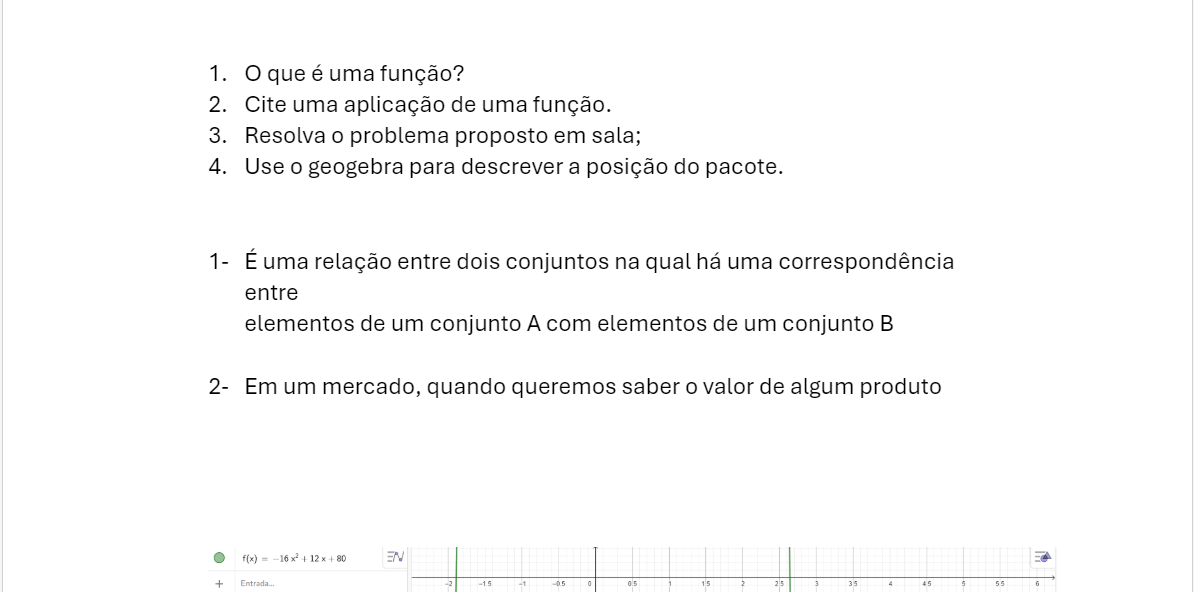 1. O que é uma função?
2. Cite uma aplicação de uma função.
3. Resolva o problema proposto em sala;
4. Use o geogebra para descrever a posição do pacote.
1- É uma relação entre dois conjuntos na qual há uma correspondência
entre
elementos de um conjunto A com elementos de um conjunto B
2- Em um mercado, quando queremos saber o valor de algum produto
f(x) = −16 x² + 12 x + 80
+ Entrada...
−2 −1.5 −1 −0.5 0 0.5 1 1.5 2 2.5 3 3.5 4 4.5 5 5.5 6